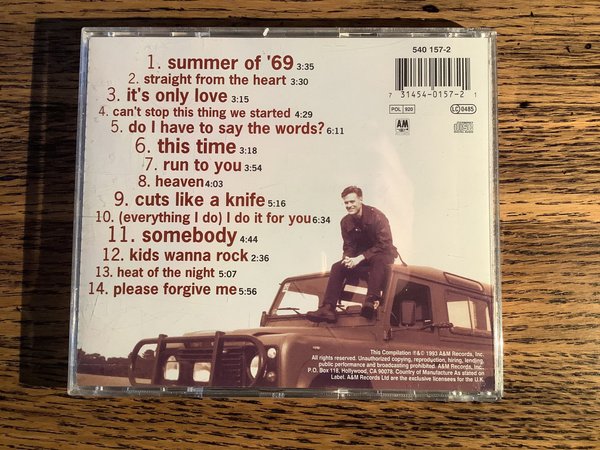 1. summer of '69 3:35
2. straight from the heart 3:30
3. it's only love 3:15
4. can't stop this thing we started 4:29
5. do I have to say the words? 6:11
6. this time 3:18
7. run to you 3:54
8. heaven 4:03
9. cuts like a knife 5:16
10. (everything I do) I do it for you 6:34
11. somebody 4:44
12. kids wanna rock 2:36
13. heat of the night 5:07
14. please forgive me 5:56
540 157-2
7 31454-0157-2 1
POL 920
A&M
LC 0485
This Compilation ℗ & © 1993 A&M Records, Inc.
All rights reserved. Unauthorized copying, reproduction, hiring, lending,
public performance and broadcasting prohibited. A&M Records, Inc.,
P.O. Box 118, Hollywood, CA 90078. Country of Manufacture As stated on
Label. A&M Records Ltd are the exclusive licensees for the U.K.